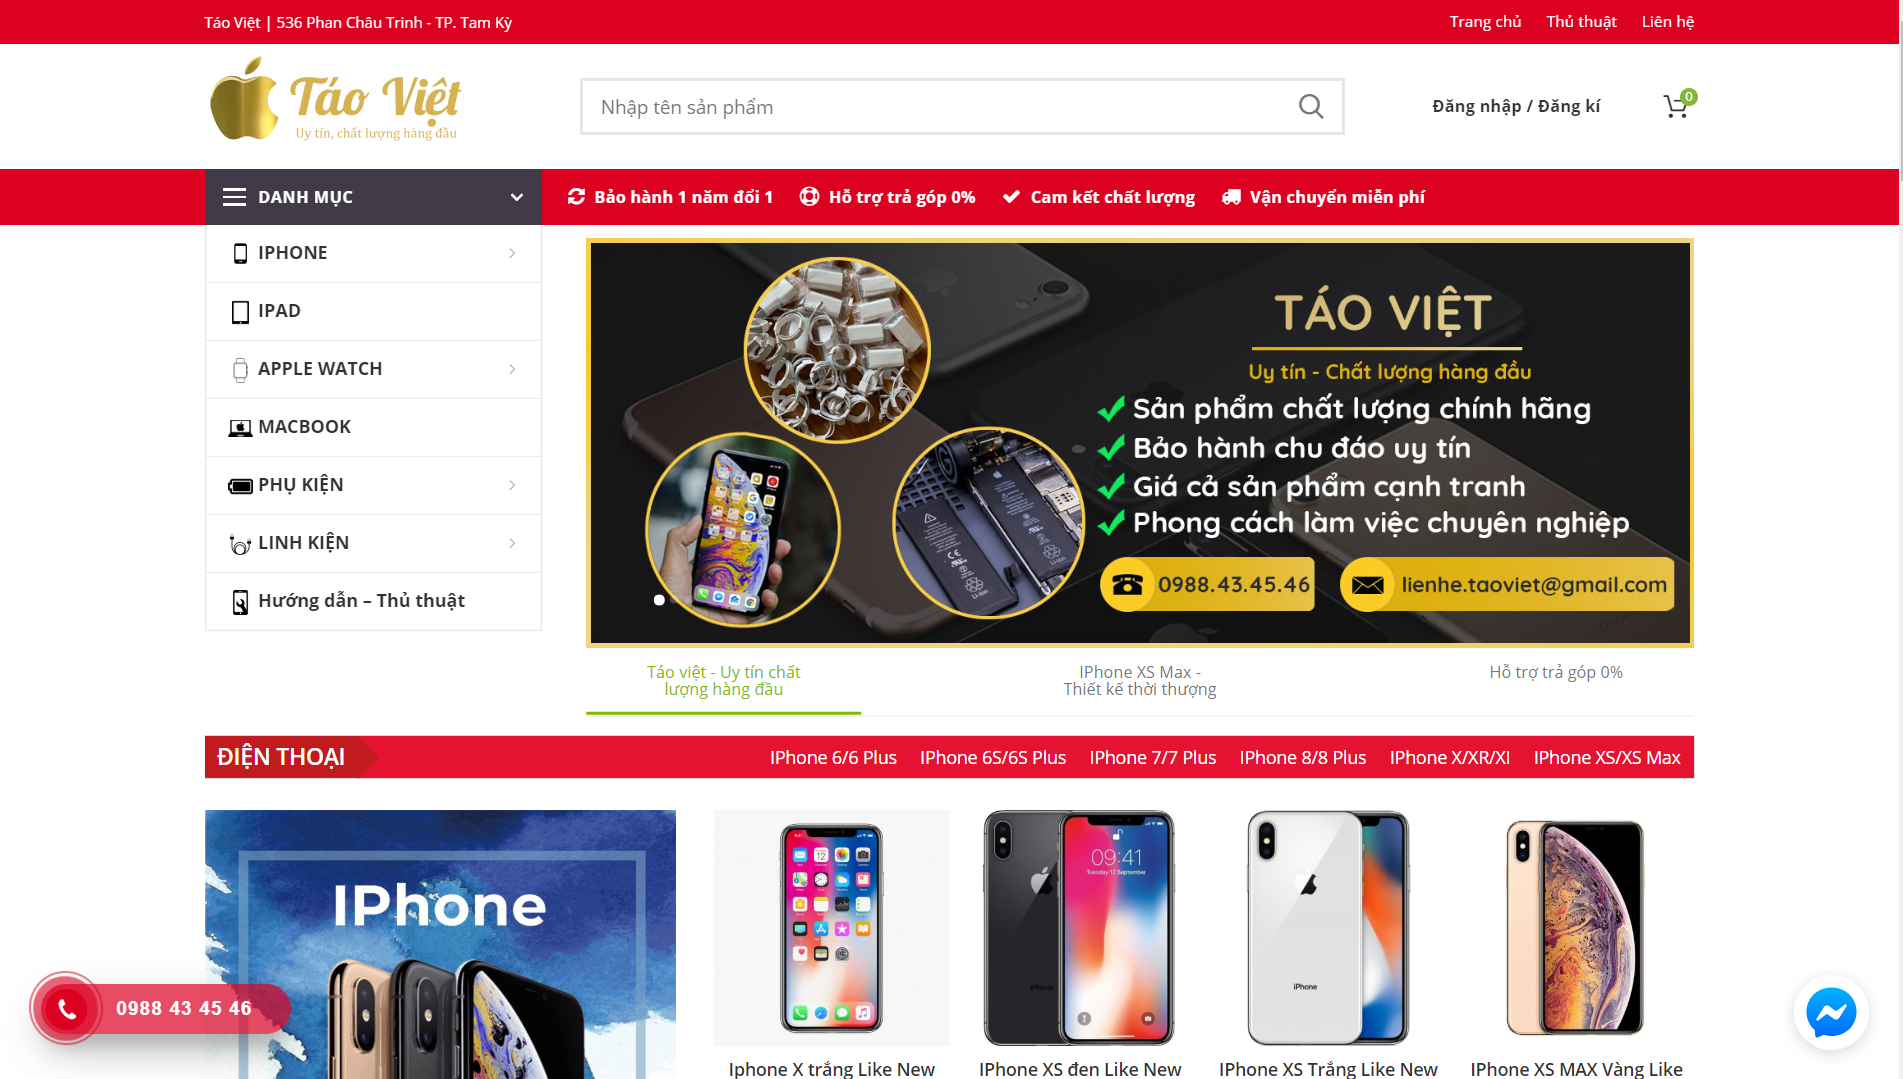 Táo Việt | 536 Phan Châu Trinh - TP. Tam Kỳ
Trang chủ
Thủ thuật
Liên hệ
Táo Việt
Uy tín, chất lượng hàng đầu
Nhập tên sản phẩm
Đăng nhập / Đăng kí
0
DANH MỤC
Bảo hành 1 năm đổi 1
Hỗ trợ trả góp 0%
Cam kết chất lượng
Vận chuyển miễn phí
IPHONE
IPAD
APPLE WATCH
MACBOOK
PHỤ KIỆN
LINH KIỆN
Hướng dẫn – Thủ thuật
TÁO VIỆT
Uy tín - Chất lượng hàng đầu
Sản phẩm chất lượng chính hãng
Bảo hành chu đáo uy tín
Giá cả sản phẩm cạnh tranh
Phong cách làm việc chuyên nghiệp
0988.43.45.46
lienhe.taoviet@gmail.com
Táo việt - Uy tín chất
lượng hàng đầu
IPhone XS Max -
Thiết kế thời thượng
Hỗ trợ trả góp 0%
ĐIỆN THOẠI
IPhone 6/6 Plus
IPhone 6S/6S Plus
IPhone 7/7 Plus
IPhone 8/8 Plus
IPhone X/XR/XI
IPhone XS/XS Max
IPhone
09:41
Tuesday 12 September
iPhone
iPhone
0988 43 45 46
Iphone X trắng Like New
IPhone XS đen Like New
IPhone XS Trắng Like New
IPhone XS MAX Vàng Like